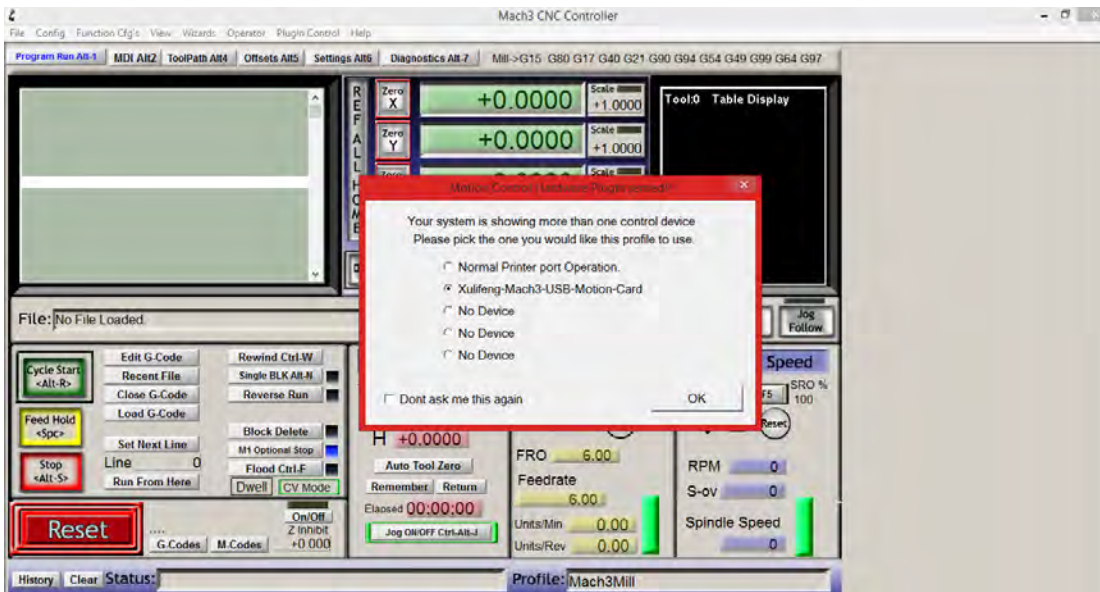 Mach3 CNC Controller
File Config Function Cfg's View Wizards Operator PlugIn Control Help
Program Run Alt-1 MDI Alt2 ToolPath Alt4 Offsets Alt5 Settings Alt6 Diagnostics Alt-7 Mill->G15 G80 G17 G40 G21 G90 G94 G54 G49 G99 G64 G97
REF ALL HOME
Zero X +0.0000 Scale +1.0000
Tool:0 Table Display
Zero Y +0.0000 Scale +1.0000
Scale
Your system is showing more than one control device
Please pick the one you would like this profile to use.
Normal Printer port Operation.
Xulifeng-Mach3-USB-Motion-Card
No Device
No Device
No Device
Dont ask me this again
OK
File: No File Loaded.
Jog Follow
Cycle Start <Alt-R>
Edit G-Code
Rewind Ctrl-W
Recent File
Single BLK Alt-N
Close G-Code
Reverse Run
Load G-Code
Feed Hold <Spc>
Block Delete
Set Next Line
M1 Optional Stop
Line 0
Flood Ctrl-F
Stop <Alt-S>
Run From Here
Dwell CV Mode
Reset
....
G-Codes M-Codes
On/Off
Z Inhibit
+0.000
H +0.0000
Auto Tool Zero
Remember Return
Elapsed 00:00:00
Jog ON/OFF Ctrl-Alt-J
FRO 6.00
Feedrate
6.00
Units/Min 0.00
Units/Rev 0.00
Speed
F5
SRO %
100
Reset
RPM 0
S-ov 0
Spindle Speed
0
History Clear Status:
Profile: Mach3Mill